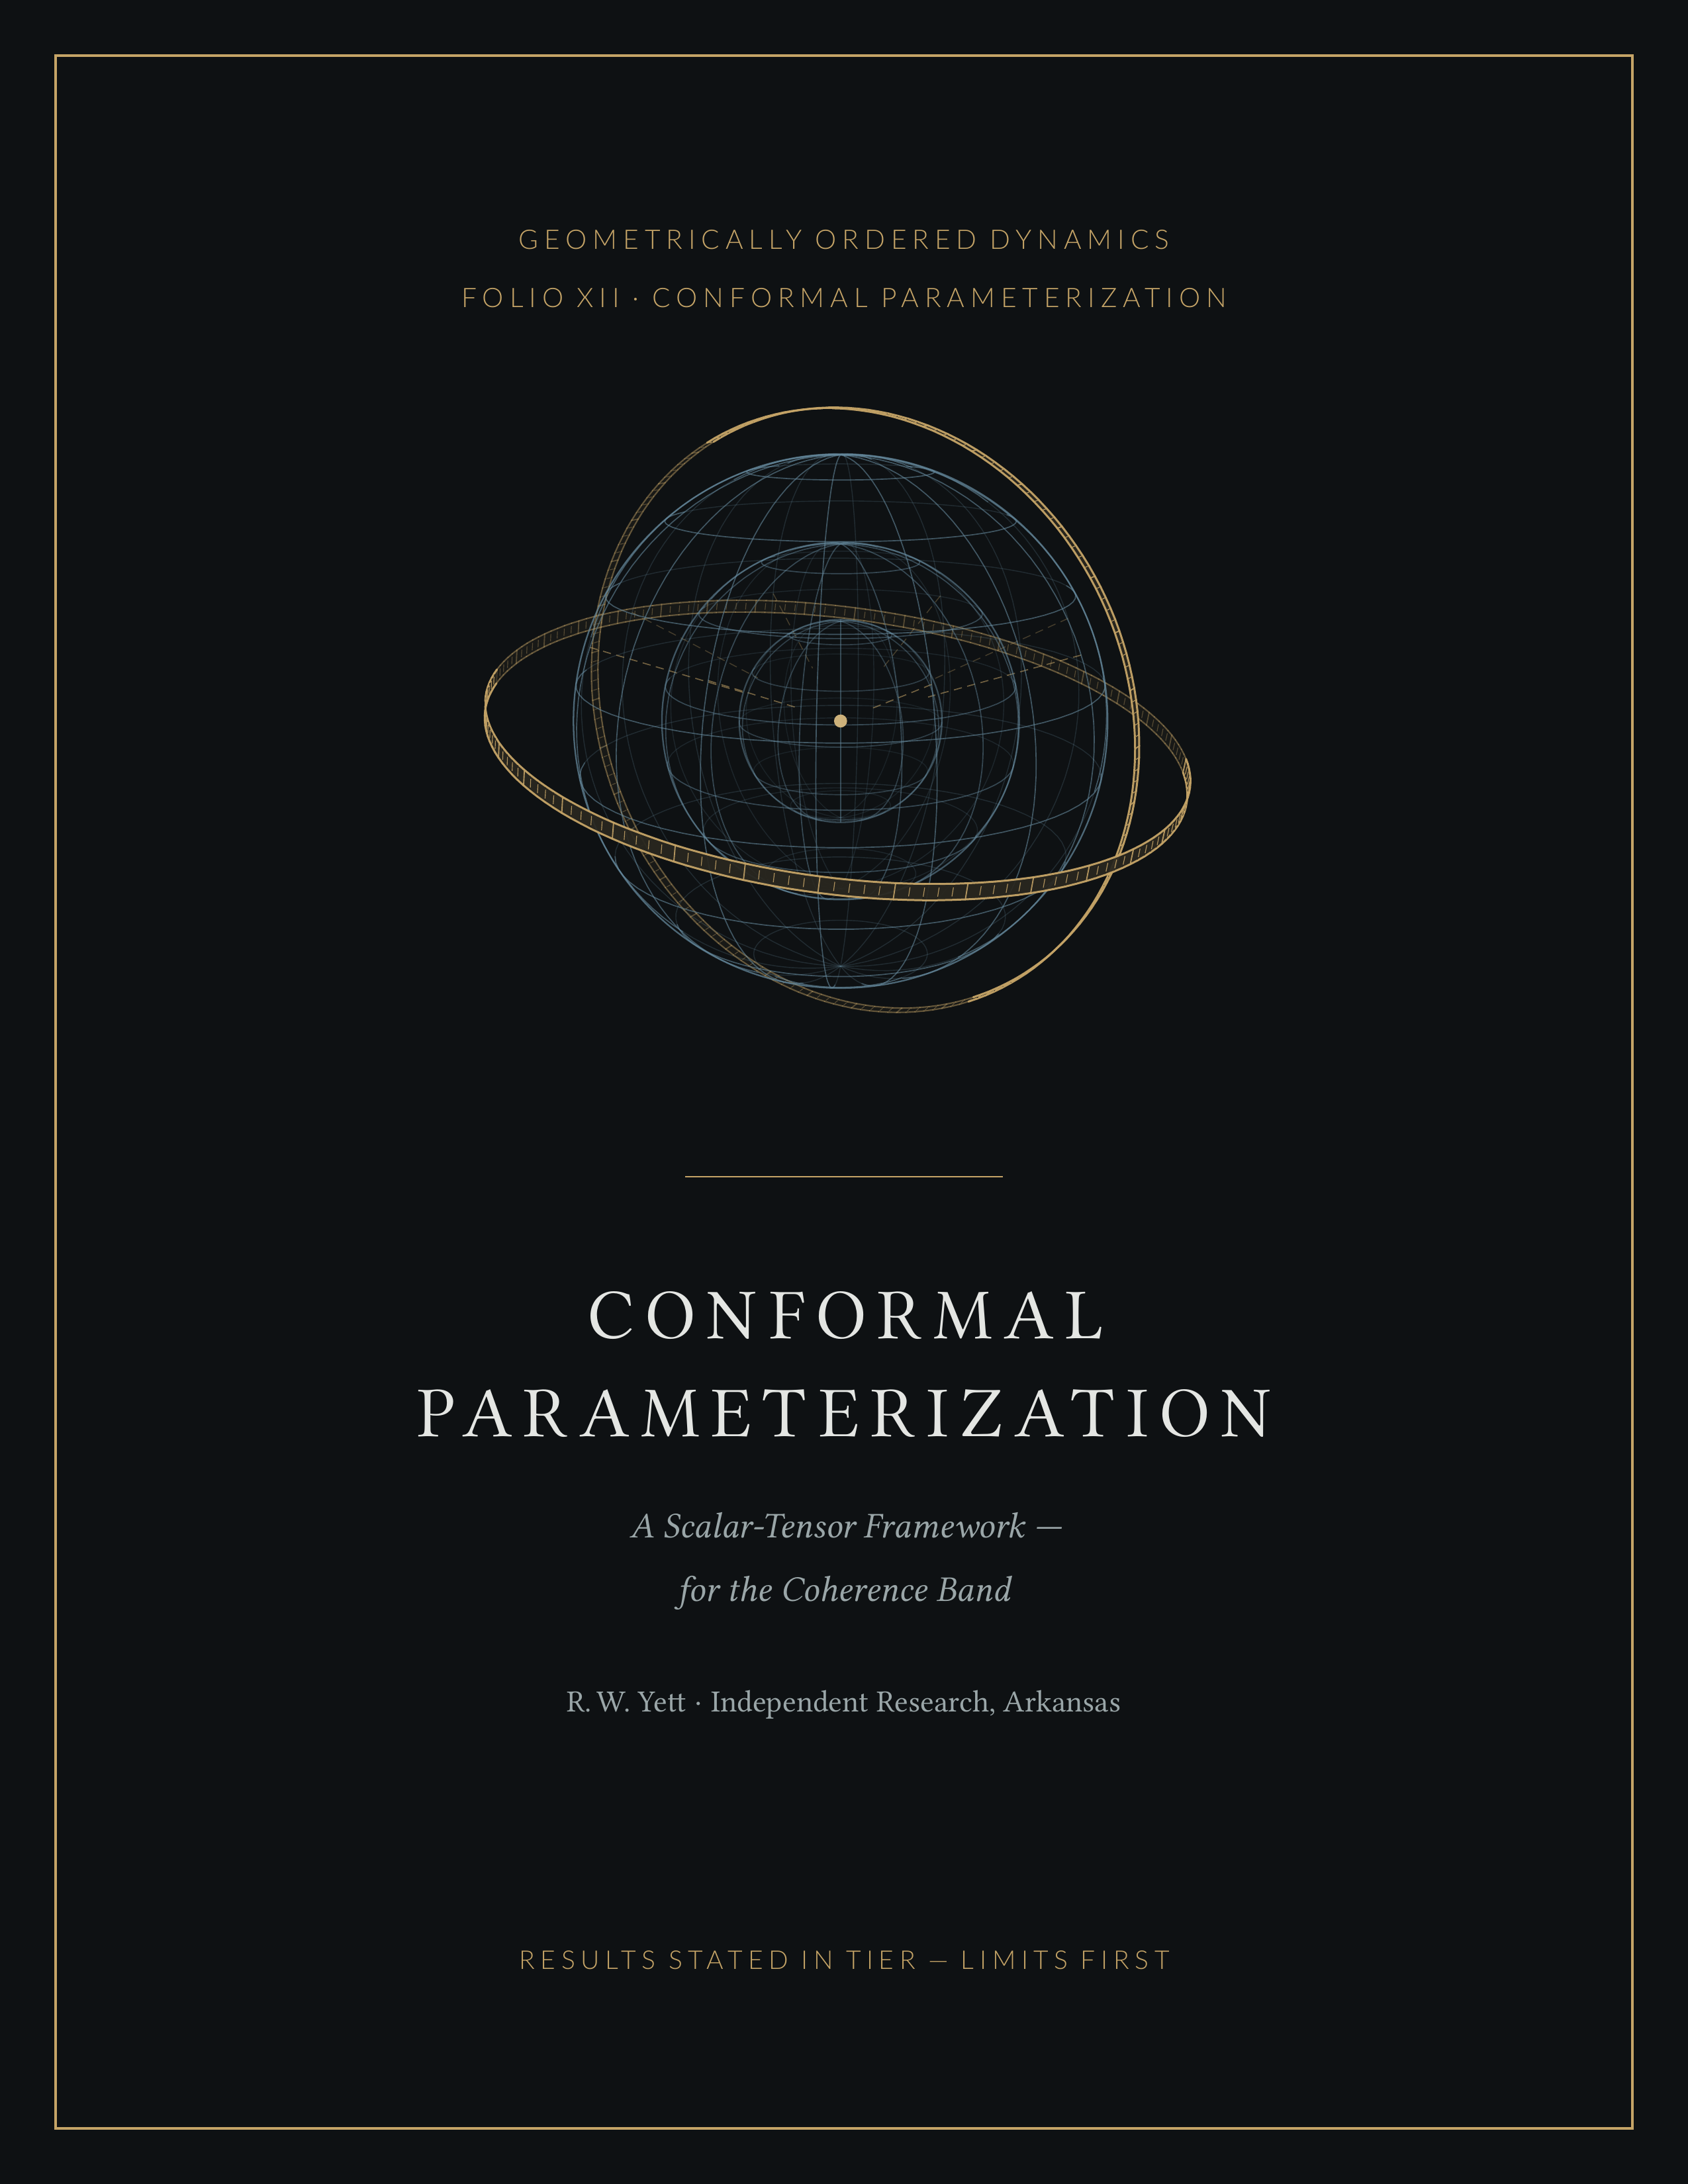 GEOMETRICALLY ORDERED DYNAMICS
FOLIO XII · CONFORMAL PARAMETERIZATION
CONFORMAL
PARAMETERIZATION
A Scalar-Tensor Framework —
for the Coherence Band
R. W. Yett · Independent Research, Arkansas
RESULTS STATED IN TIER — LIMITS FIRST